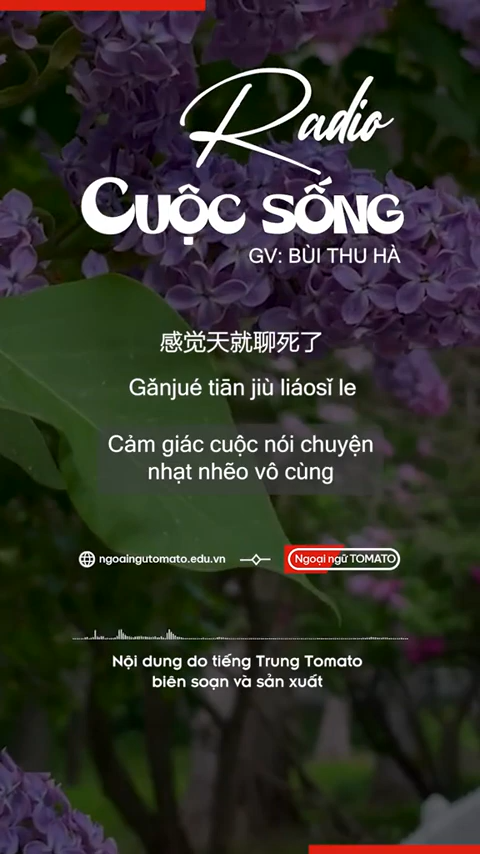 Radio
CUỘC SỐNG
GV: BÙI THU HÀ
感觉天就聊死了
Gǎnjué tiān jiù liáosǐ le
Cảm giác cuộc nói chuyện
nhạt nhẽo vô cùng
ngoaingutomato.edu.vn
Ngoại ngữ TOMATO
Nội dung do tiếng Trung Tomato
biên soạn và sản xuất